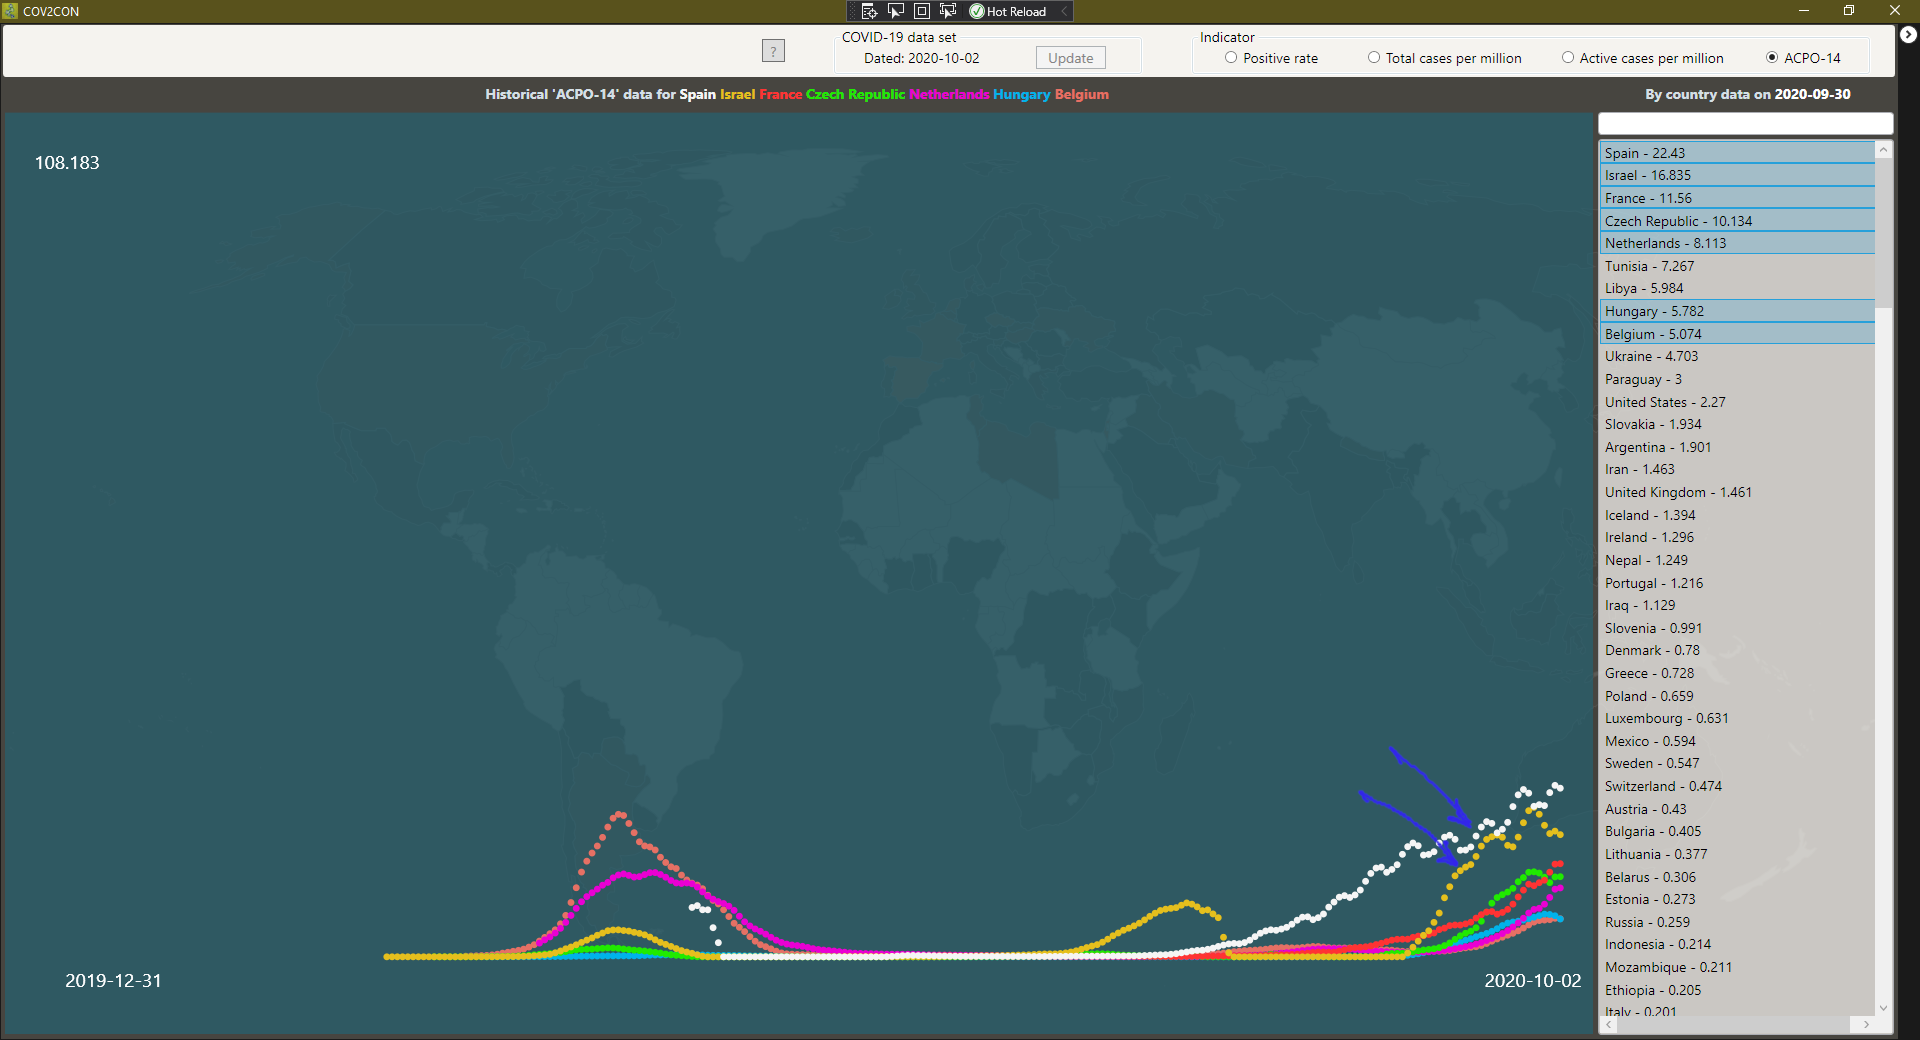 COV2CON
Hot Reload
?
COVID-19 data set
Dated: 2020-10-02
Update
Indicator
Positive rate
Total cases per million
Active cases per million
ACPO-14
Historical 'ACPO-14' data for Spain Israel France Czech Republic Netherlands Hungary Belgium
By country data on 2020-09-30
108.183
2019-12-31
2020-10-02
Spain - 22.43
Israel - 16.835
France - 11.56
Czech Republic - 10.134
Netherlands - 8.113
Tunisia - 7.267
Libya - 5.984
Hungary - 5.782
Belgium - 5.074
Ukraine - 4.703
Paraguay - 3
United States - 2.27
Slovakia - 1.934
Argentina - 1.901
Iran - 1.463
United Kingdom - 1.461
Iceland - 1.394
Ireland - 1.296
Nepal - 1.249
Portugal - 1.216
Iraq - 1.129
Slovenia - 0.991
Denmark - 0.78
Greece - 0.728
Poland - 0.659
Luxembourg - 0.631
Mexico - 0.594
Sweden - 0.547
Switzerland - 0.474
Austria - 0.43
Bulgaria - 0.405
Lithuania - 0.377
Belarus - 0.306
Estonia - 0.273
Russia - 0.259
Indonesia - 0.214
Mozambique - 0.211
Ethiopia - 0.205
Italy - 0.201